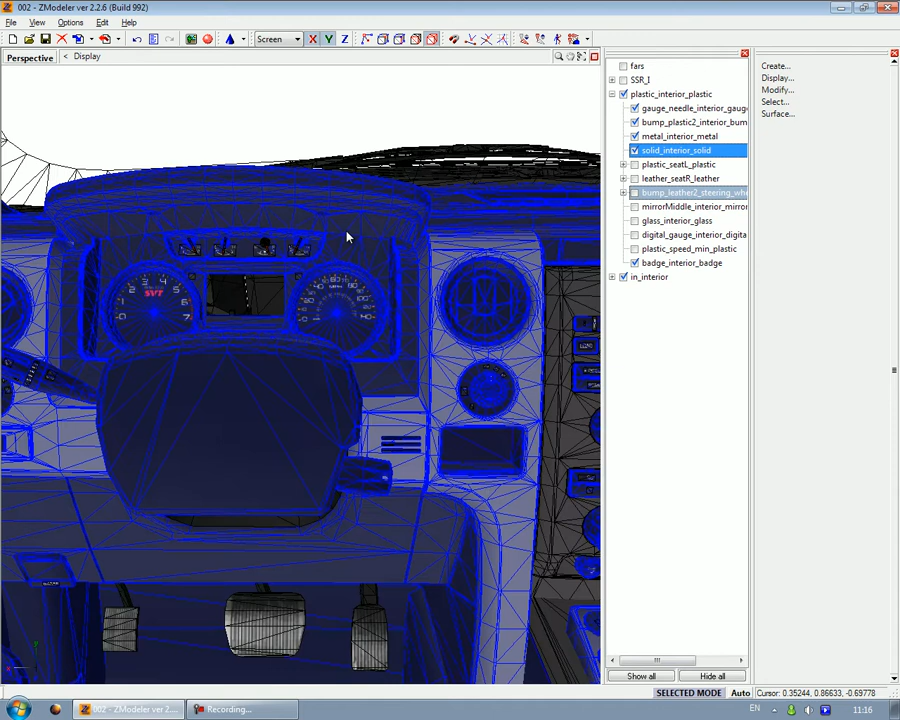 002 - ZModeler ver 2.2.6 (Build 992)
File View Options Edit Help
Screen X Y Z
Perspective < Display
fars
SSR_I
plastic_interior_plastic
gauge_needle_interior_gaug
bump_plastic2_interior_bum
metal_interior_metal
solid_interior_solid
plastic_seatL_plastic
leather_seatR_leather
bump_leather2_steering_whe
mirrorMiddle_interior_mirror
glass_interior_glass
digital_gauge_interior_digita
plastic_speed_min_plastic
badge_interior_badge
in_interior
Create...
Display...
Modify...
Select...
Surface...
SVT
Show all Hide all
SELECTED MODE Auto Cursor: 0.35244, 0.86633, -0.69778
002 - ZModeler ver 2.2.... Recording... EN 11:16